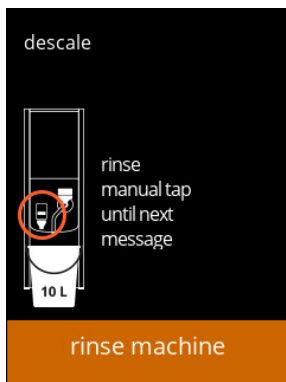 descale
rinse
manual tap
until next
message
10 L
rinse machine